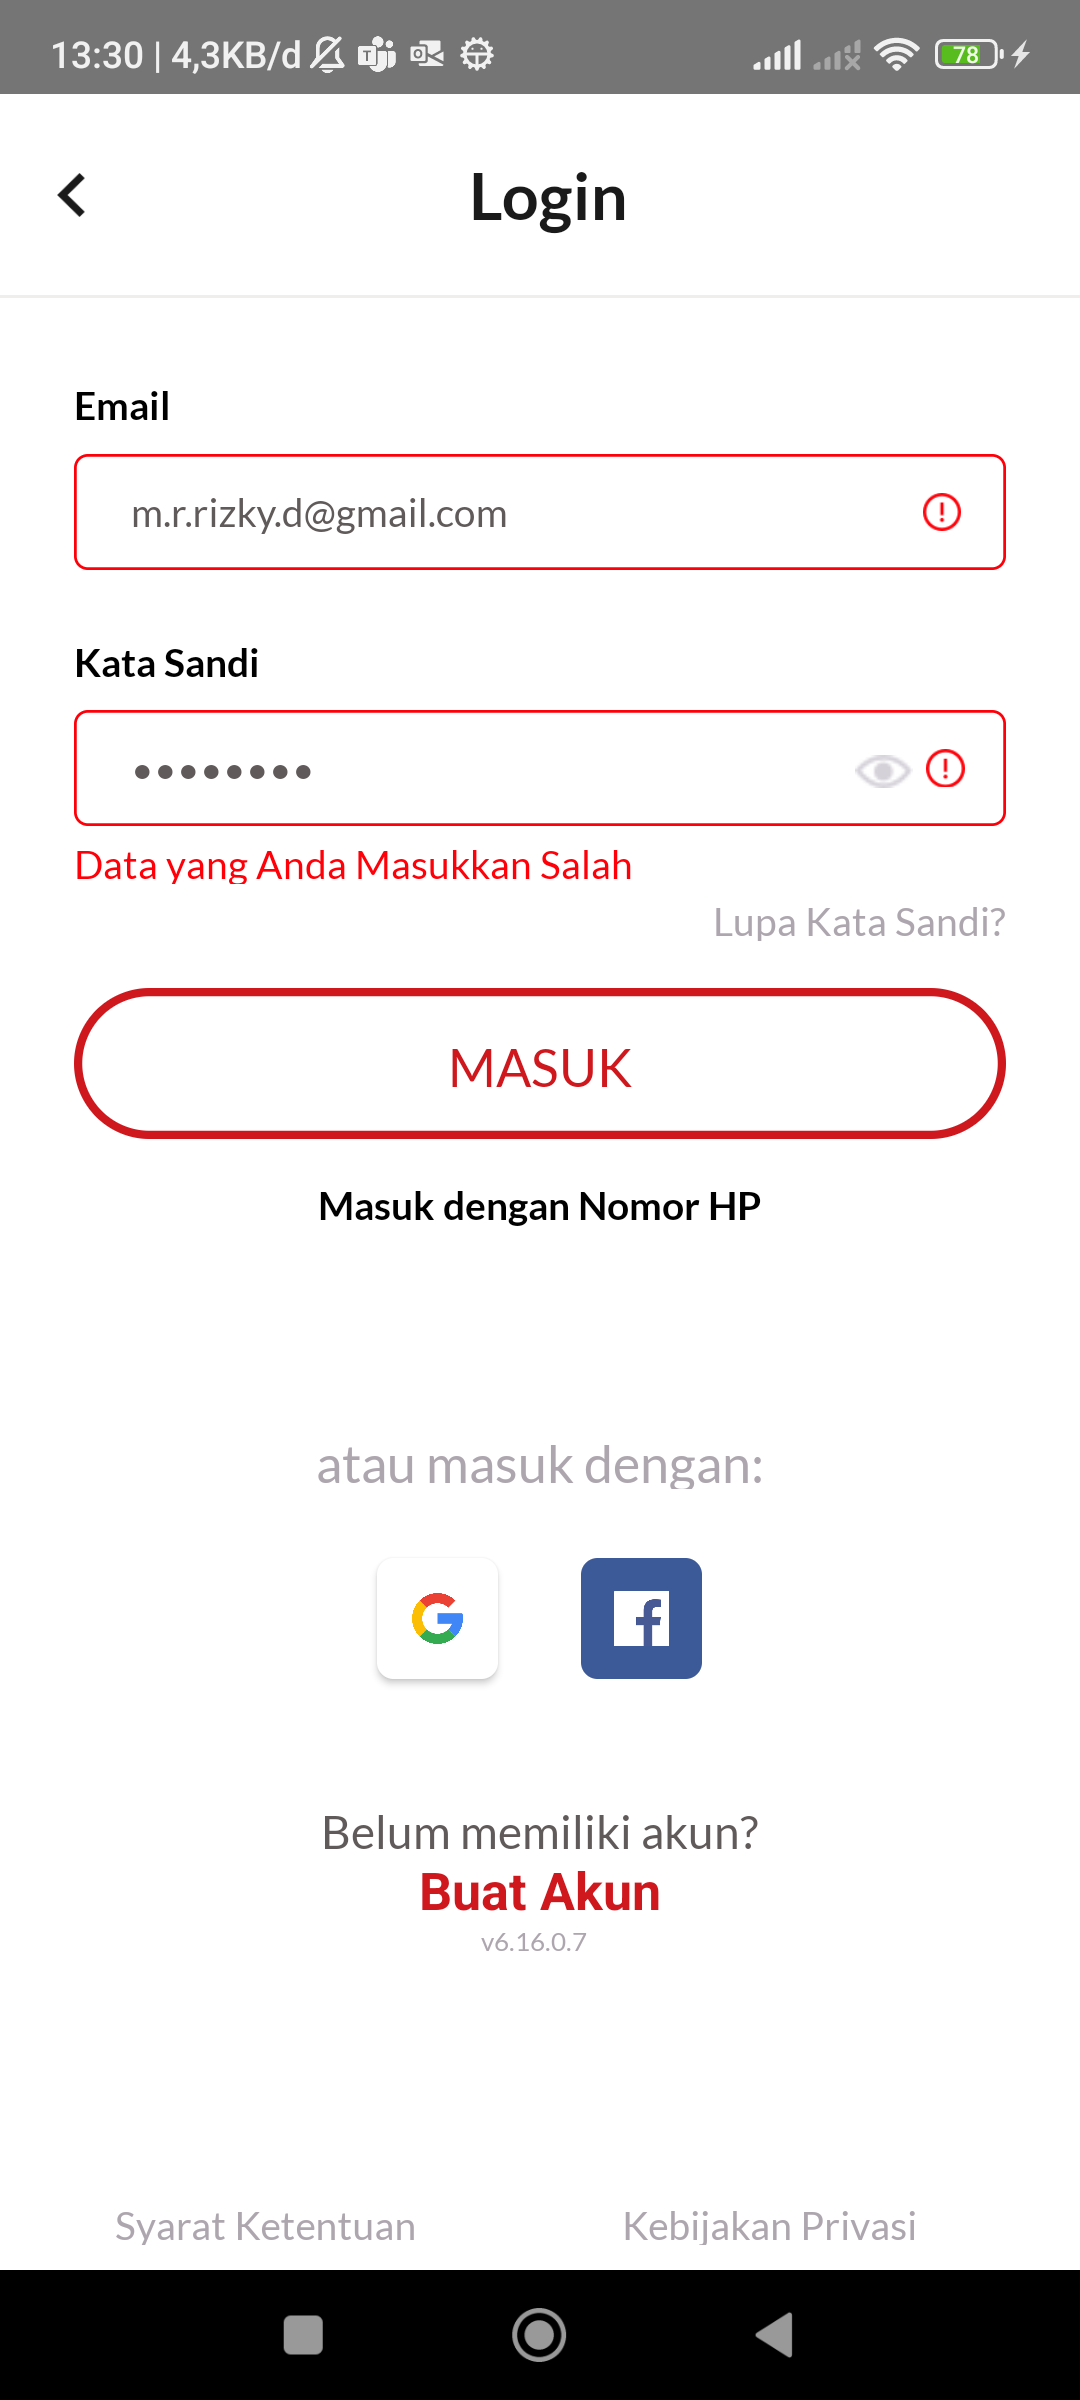 13:30 | 4,3KB/d
78
Login
Email
m.r.rizky.d@gmail.com
Kata Sandi
••••••••
Data yang Anda Masukkan Salah
Lupa Kata Sandi?
MASUK
Masuk dengan Nomor HP
atau masuk dengan:
Belum memiliki akun?
Buat Akun
v6.16.0.7
Syarat Ketentuan
Kebijakan Privasi